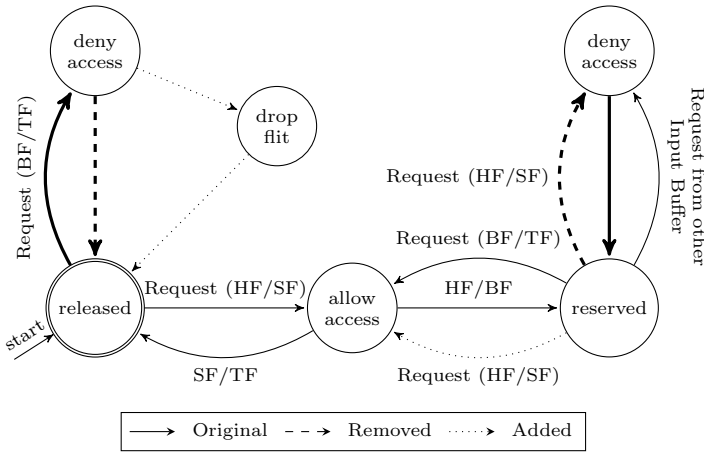 deny
access
deny
access
drop
flit
Request (BF/TF)
Request from other
Input Buffer
Request (HF/SF)
Request (BF/TF)
released
Request (HF/SF)
allow
access
HF/BF
reserved
start
SF/TF
Request (HF/SF)
Original
Removed
Added